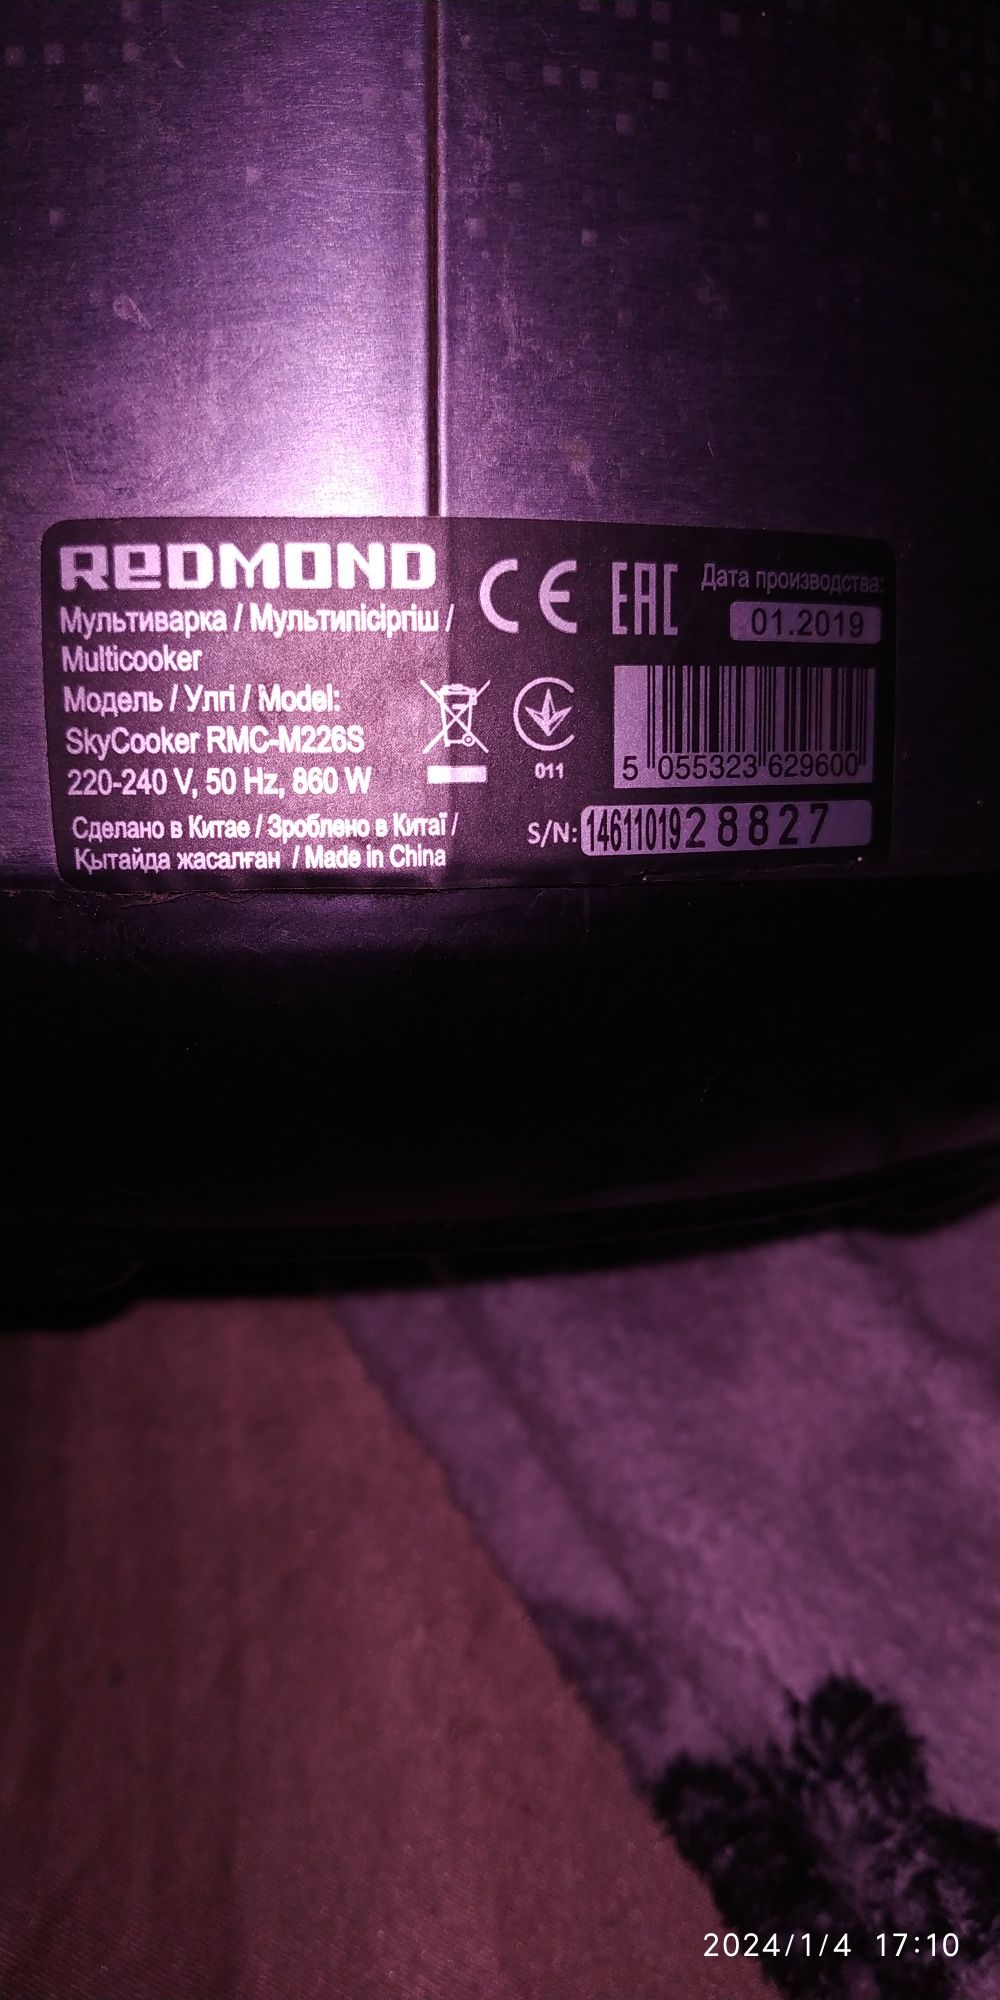 REDMOND
Мультиварка / Мультипісіргіш /
Multicooker
Модель / Үлгі / Model:
SkyCooker RMC-M226S
220-240 V, 50 Hz, 860 W
Сделано в Китае / Зроблено в Китаї /
Қытайда жасалған / Made in China
CE EAC
Дата производства:
01.2019
011
5 055323 629600
S/N: 1461101928827
2024/1/4 17:10